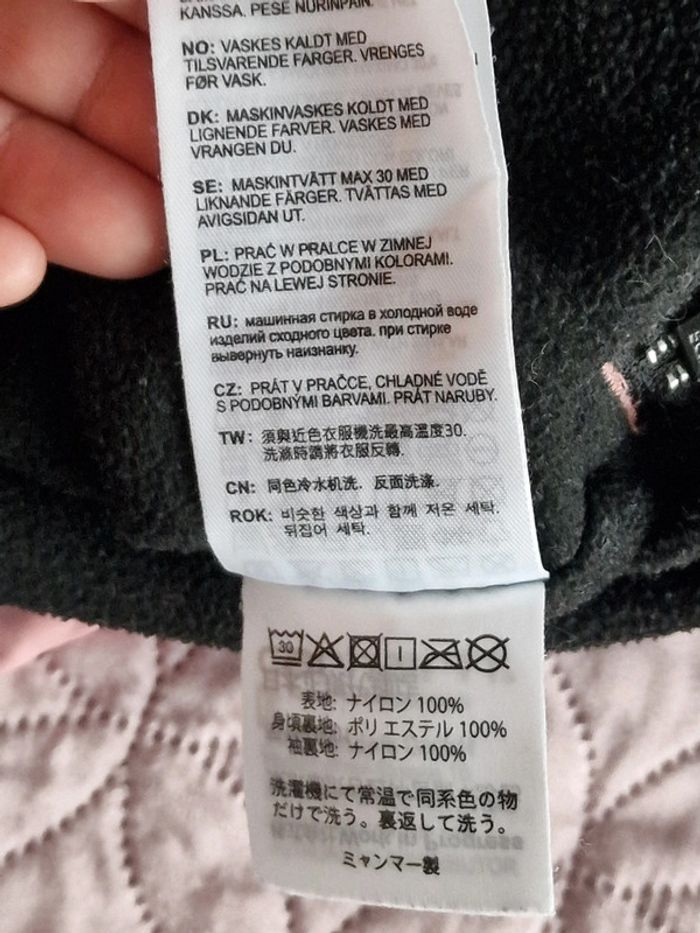 KANSSA. PESE NURINPÄIN.
NO: VASKES KALDT MED
TILSVARENDE FARGER. VRENGES
FØR VASK.
DK: MASKINVASKES KOLDT MED
LIGNENDE FARVER. VASKES MED
VRANGEN DU.
SE: MASKINTVÄTT MAX 30 MED
LIKNANDE FÄRGER. TVÄTTAS MED
AVIGSIDAN UT.
PL: PRAĆ W PRALCE W ZIMNEJ
WODZIE Z PODOBNYMI KOLORAMI.
PRAĆ NA LEWEJ STRONIE.
RU: машинная стирка в холодной воде
изделий сходного цвета. при стирке
вывернуть наизнанку.
CZ: PRÁT V PRAČCE, CHLADNÉ VODĚ
S PODOBNÝMI BARVAMI. PRÁT NARUBY.
TW: 須與近色衣服機洗最高溫度30.
洗滌時請將衣服反轉.
CN: 同色冷水机洗. 反面洗涤.
ROK: 비슷한 색상과 함께 저온 세탁.
뒤집어 세탁.
30
表地: ナイロン 100%
身頃裏地: ポリエステル 100%
袖裏地: ナイロン 100%
洗濯機にて常温で同系色の物
だけで洗う。裏返して洗う。
ミャンマー製